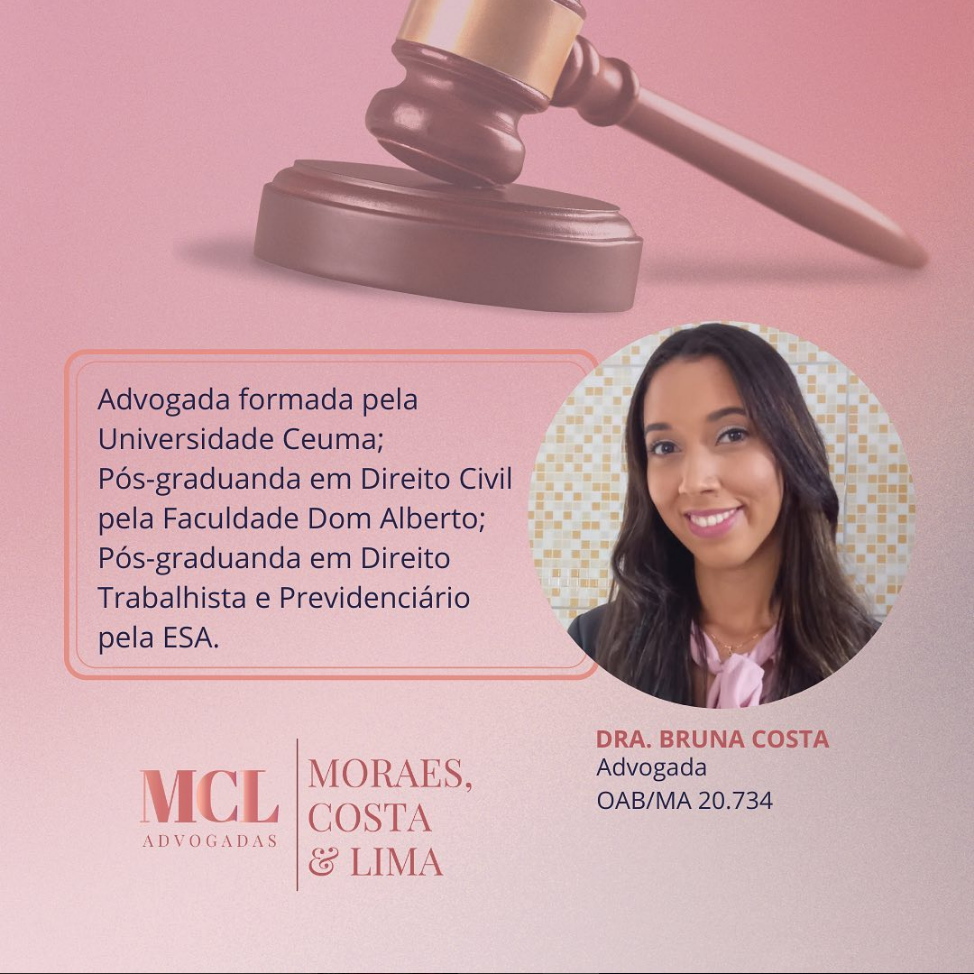 Advogada formada pela
Universidade Ceuma;
Pós-graduanda em Direito Civil
pela Faculdade Dom Alberto;
Pós-graduanda em Direito
Trabalhista e Previdenciário
pela ESA.
DRA. BRUNA COSTA
Advogada
OAB/MA 20.734
MCL
ADVOGADAS
MORAES,
COSTA
& LIMA